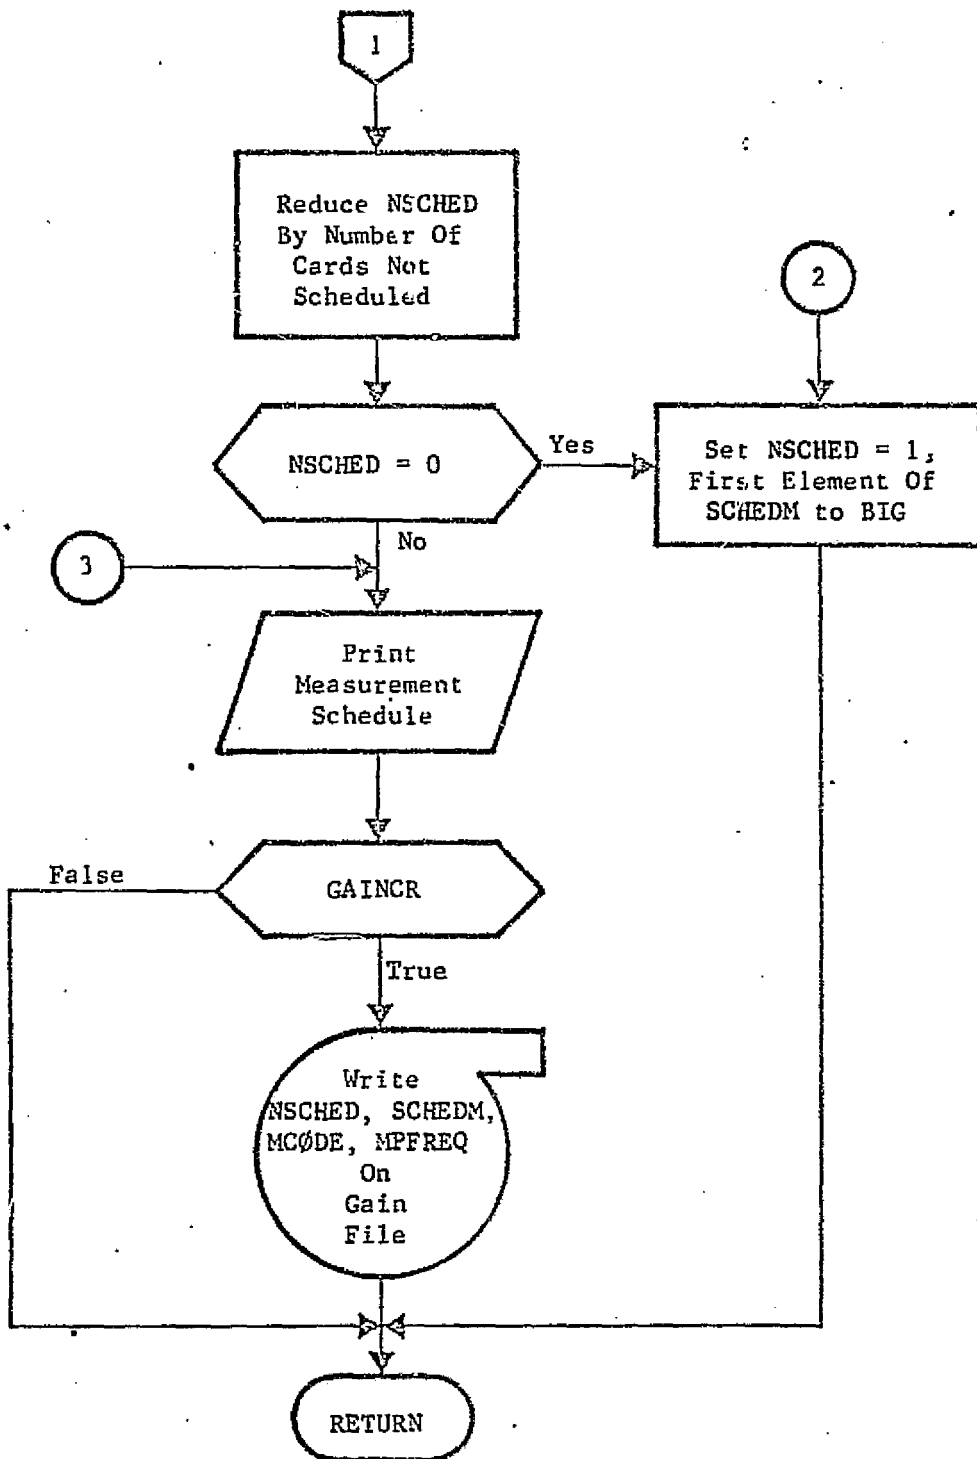 1
Reduce NSCHED
By Number Of
Cards Not
Scheduled
2
NSCHED = 0
Yes
Set NSCHED = 1,
First Element Of
SCHEDM to BIG
No
3
Print
Measurement
Schedule
False
GAINCR
True
Write
NSCHED, SCHEDM,
MCØDE, MPFREQ
On
Gain
File
RETURN